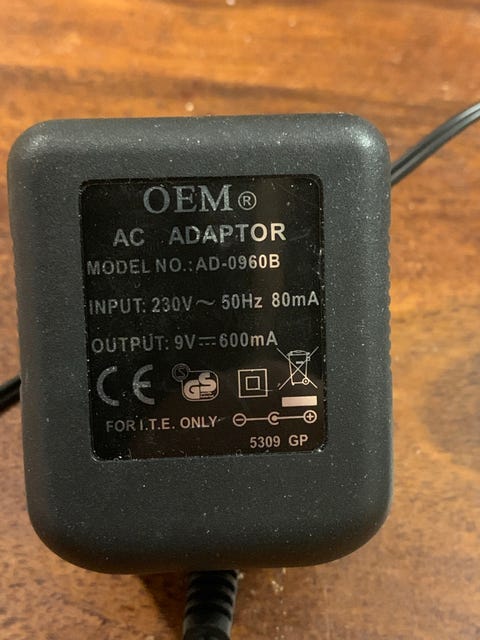 OEM®
AC ADAPTOR
MODEL NO.:AD-0960B
INPUT: 230V ~ 50Hz 80mA
OUTPUT: 9V ⎓ 600mA
CE GS
FOR I.T.E. ONLY
5309 GP